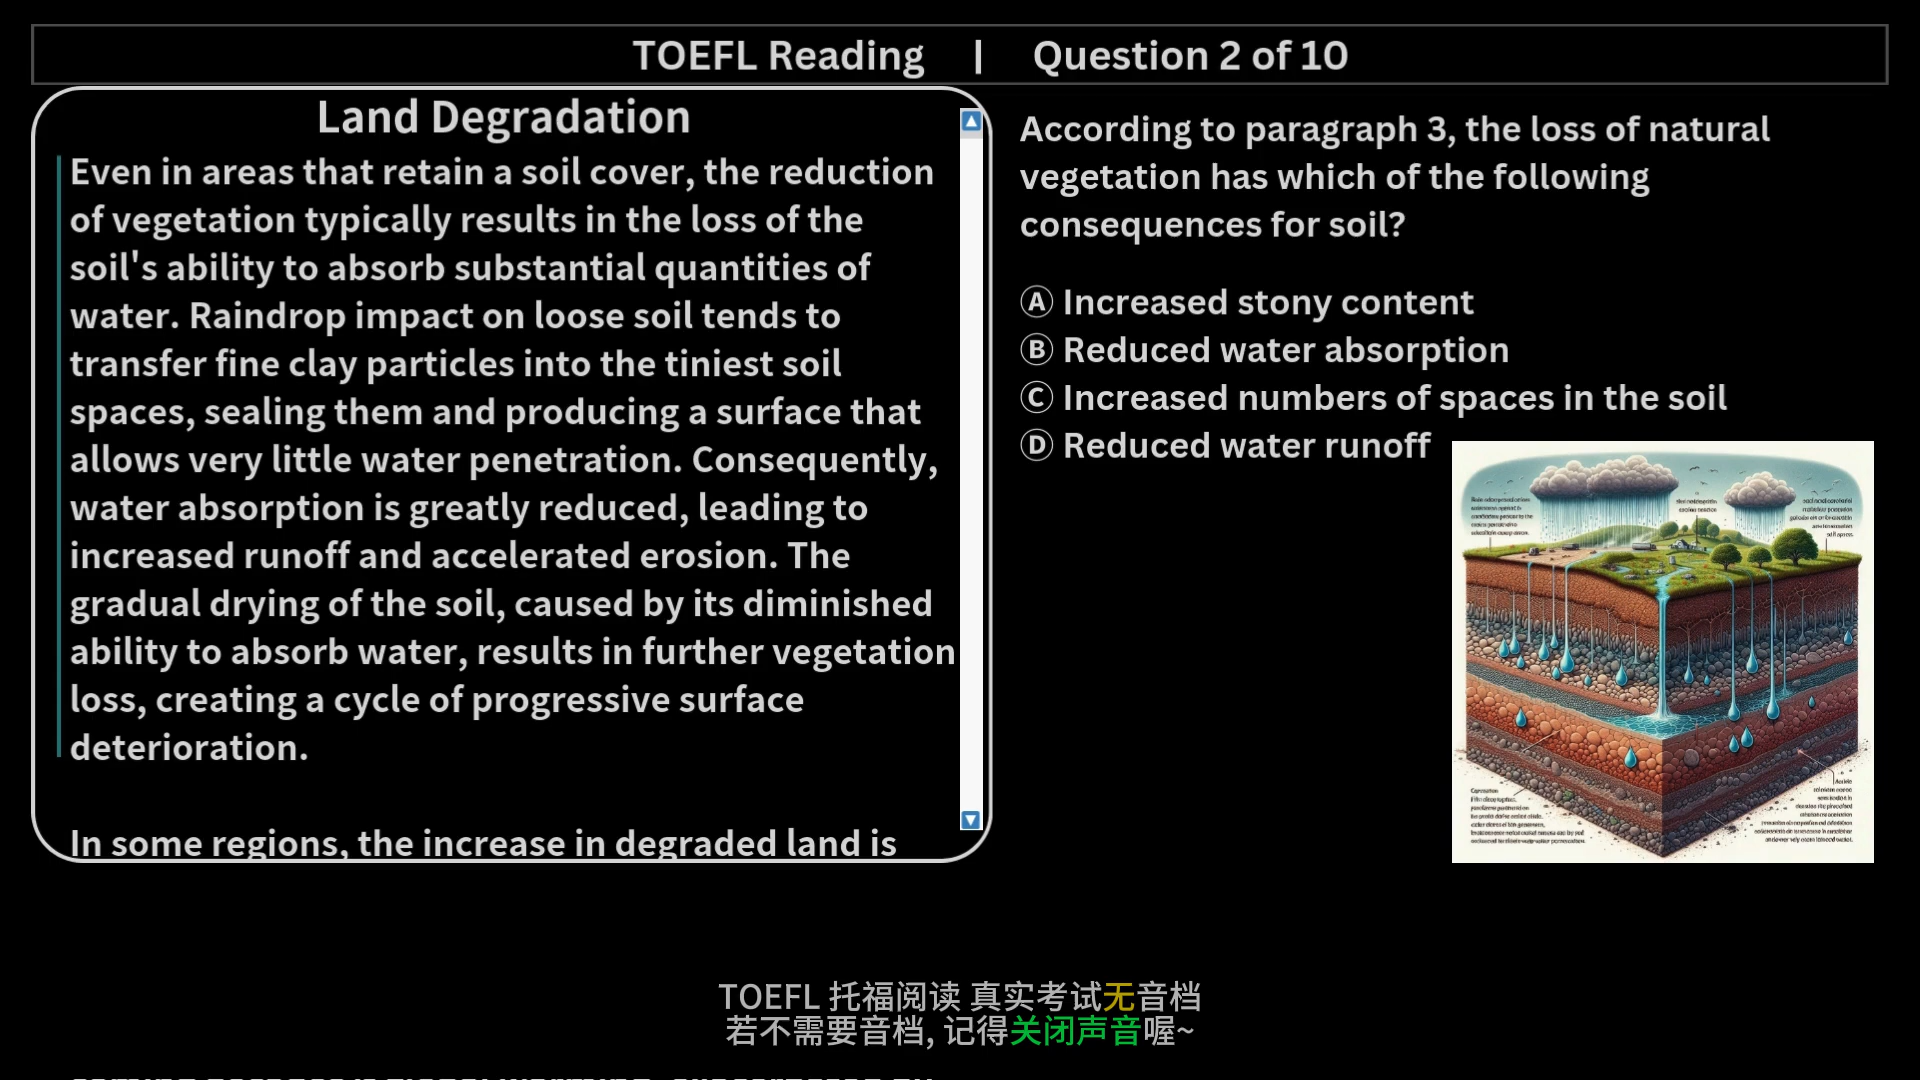 TOEFL Reading | Question 2 of 10
Land Degradation
Even in areas that retain a soil cover, the reduction
of vegetation typically results in the loss of the
soil's ability to absorb substantial quantities of
water. Raindrop impact on loose soil tends to
transfer fine clay particles into the tiniest soil
spaces, sealing them and producing a surface that
allows very little water penetration. Consequently,
water absorption is greatly reduced, leading to
increased runoff and accelerated erosion. The
gradual drying of the soil, caused by its diminished
ability to absorb water, results in further vegetation
loss, creating a cycle of progressive surface
deterioration.
In some regions, the increase in degraded land is
According to paragraph 3, the loss of natural
vegetation has which of the following
consequences for soil?
Ⓐ Increased stony content
Ⓑ Reduced water absorption
Ⓒ Increased numbers of spaces in the soil
Ⓓ Reduced water runoff
TOEFL 托福阅读 真实考试无音档
若不需要音档, 记得关闭声音喔~